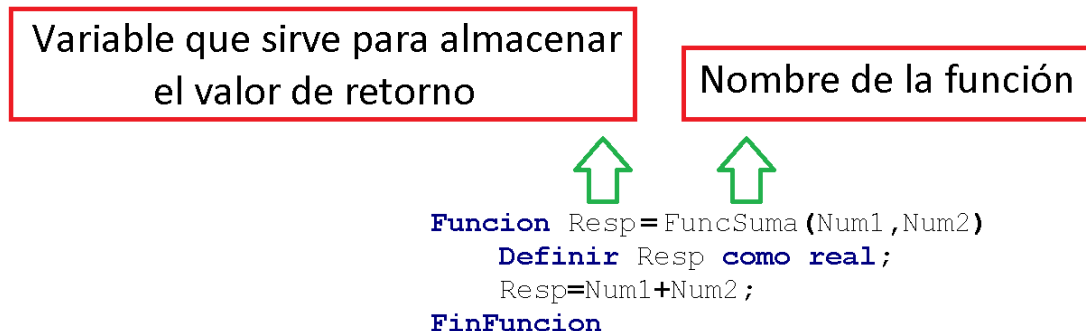 Variable que sirve para almacenar
el valor de retorno
Nombre de la función
Funcion Resp=FuncSuma(Num1,Num2)
Definir Resp como real;
Resp=Num1+Num2;
FinFuncion